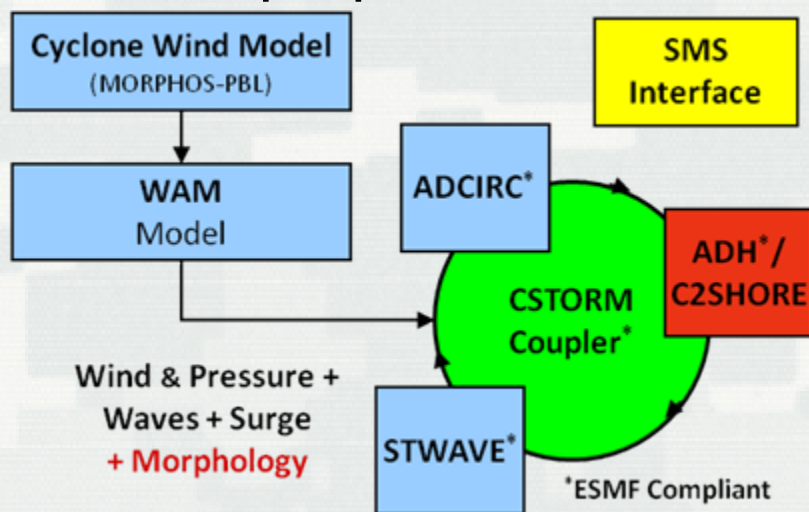 Cyclone Wind Model
(MORPHOS-PBL)
SMS
Interface
WAM
Model
ADCIRC*
ADH*/
C2SHORE
CSTORM
Coupler*
Wind & Pressure +
Waves + Surge
+ Morphology
STWAVE*
*ESMF Compliant